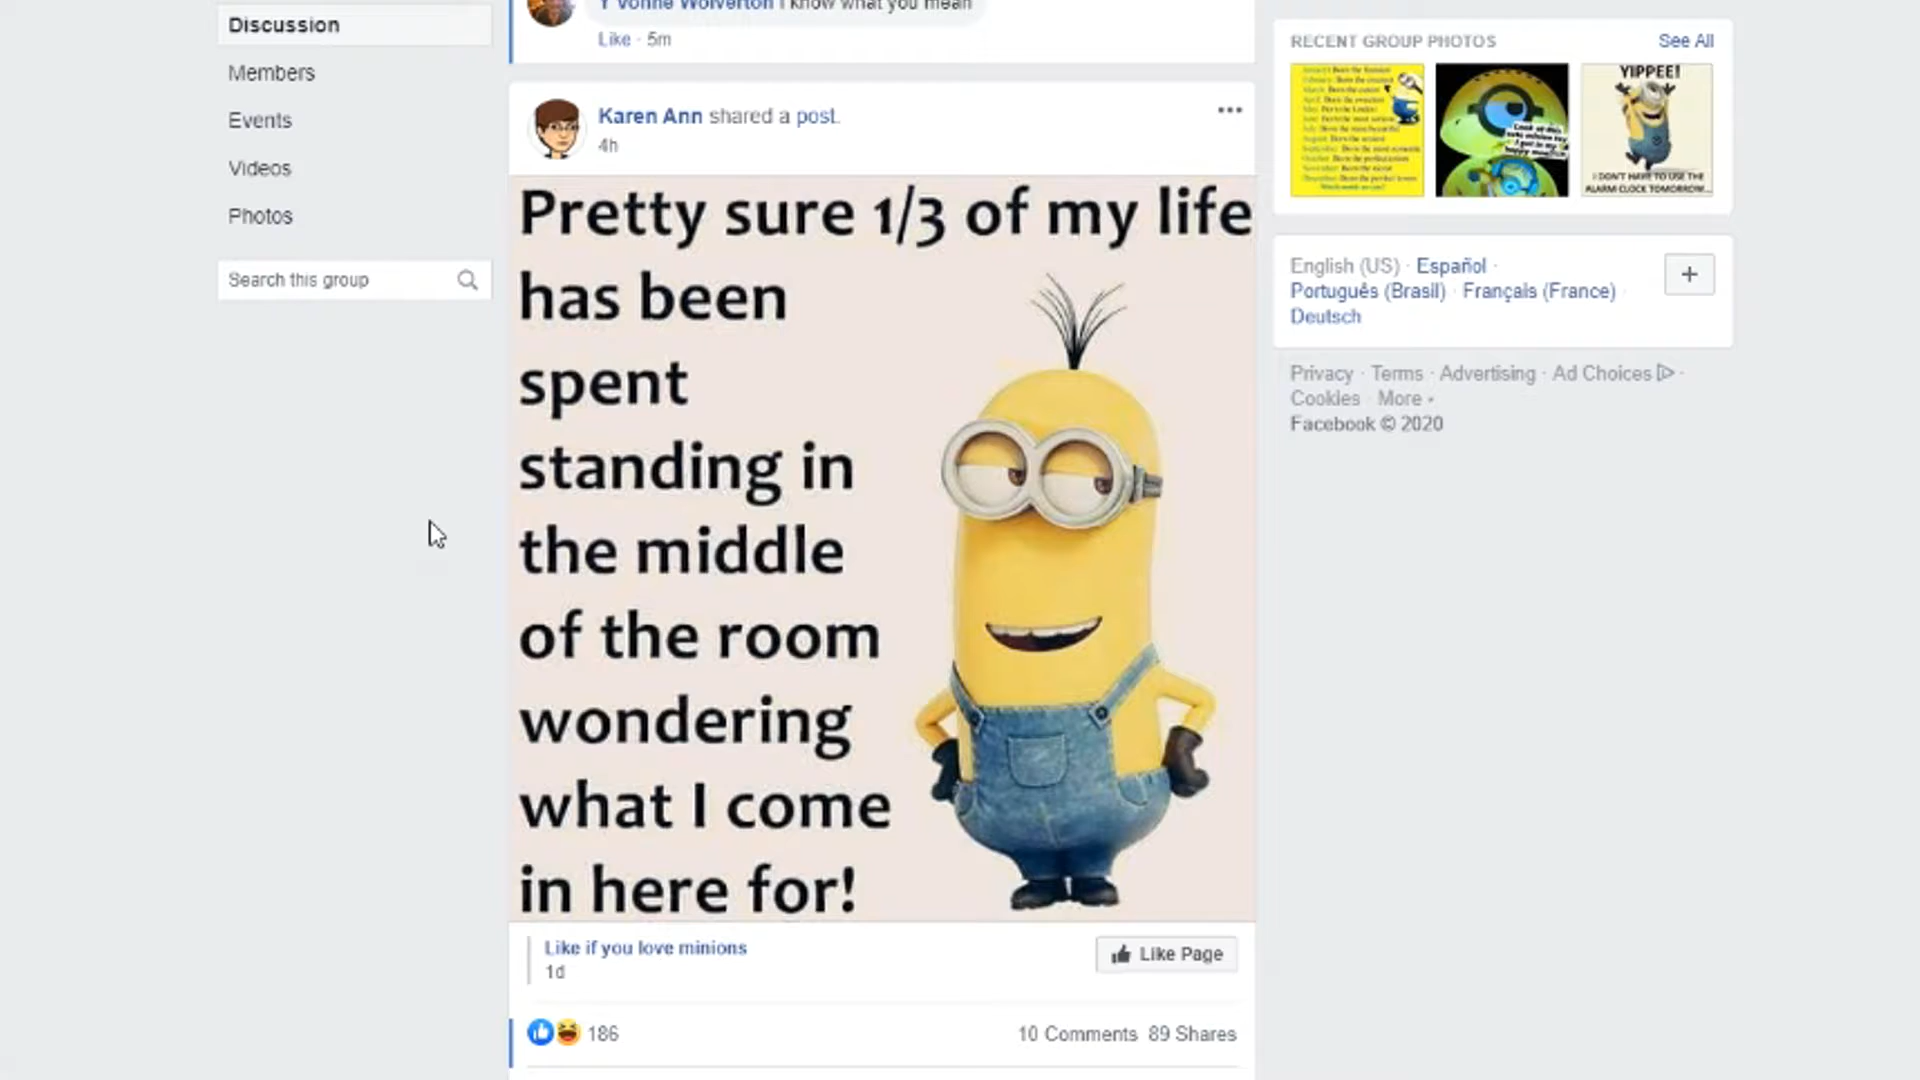 Discussion
Members
Events
Videos
Photos
Search this group
Y Vonne Wolverton I know what you mean
Like · 5m
Karen Ann shared a post.
4h
Pretty sure 1/3 of my life
has been
spent
standing in
the middle
of the room
wondering
what I come
in here for!
Like if you love minions
1d
Like Page
186
10 Comments 89 Shares
RECENT GROUP PHOTOS
See All
YIPPEE!
I DON'T HAVE TO USE THE
ALARM CLOCK TOMORROW...
English (US) · Español ·
Português (Brasil) · Français (France) ·
Deutsch
Privacy · Terms · Advertising · Ad Choices ·
Cookies · More
Facebook © 2020